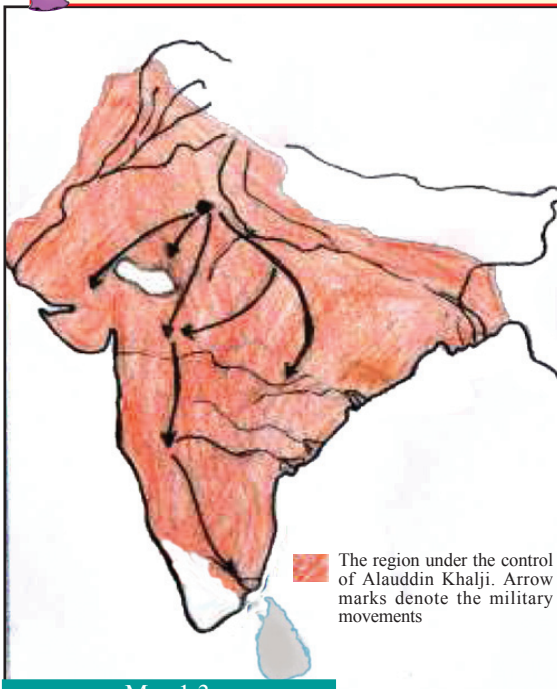 The region under the control
of Alauddin Khalji. Arrow
marks denote the military
movements